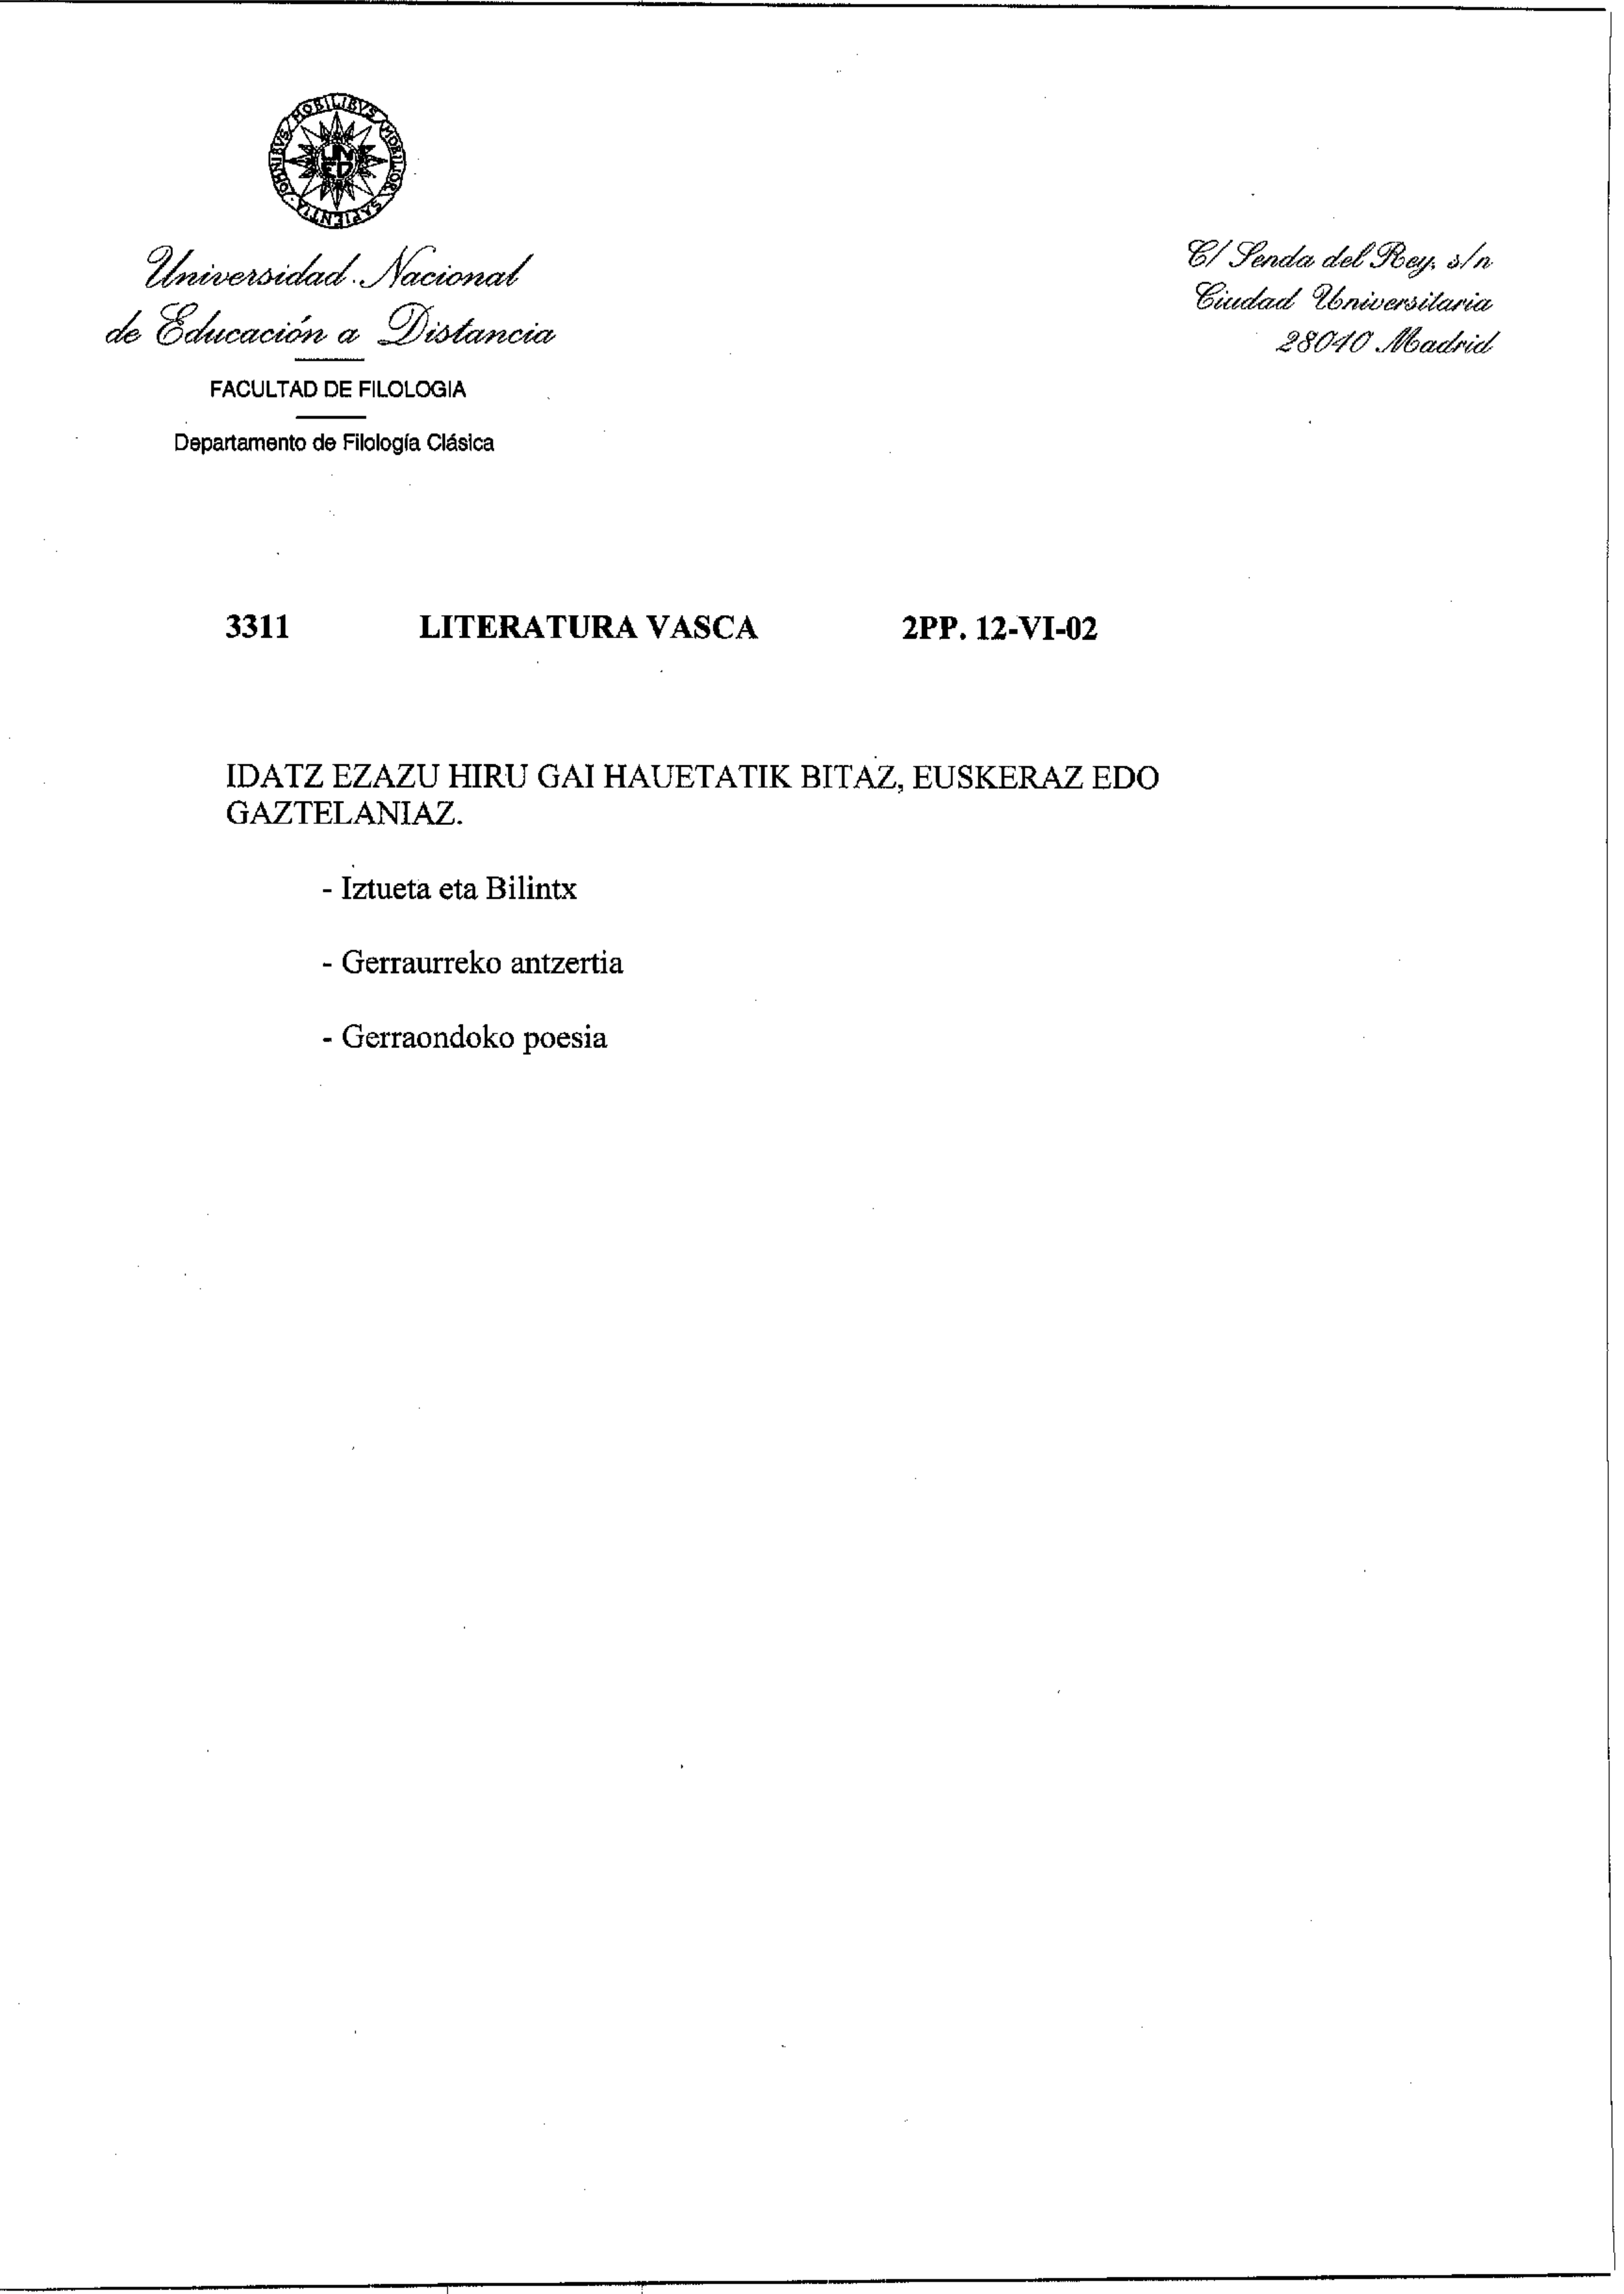 OMNIBVS MOBILIBVS MOBILIOR SAPIENTIA
UNED
Universidad Nacional
de Educación a Distancia
FACULTAD DE FILOLOGIA
Departamento de Filología Clásica
C/ Senda del Rey, s/n
Ciudad Universitaria
28040 Madrid
3311 LITERATURA VASCA 2PP. 12-VI-02
IDATZ EZAZU HIRU GAI HAUETATIK BITAZ, EUSKERAZ EDO
GAZTELANIAZ.
- Iztueta eta Bilintx
- Gerraurreko antzertia
- Gerraondoko poesia